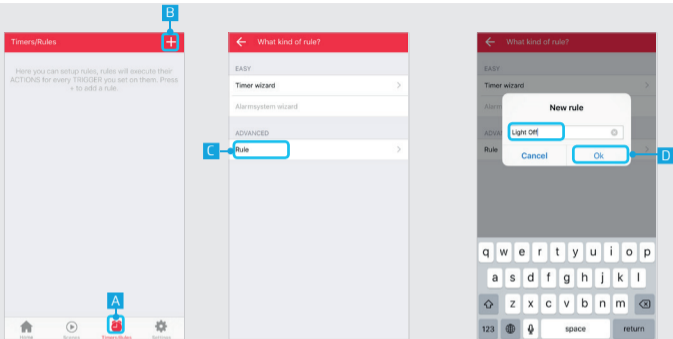 B
Timers/Rules
+
Here you can setup rules, rules will execute their
ACTIONS for every TRIGGER you set on them. Press
+ to add a rule.
A
Home
Scenes
Timers/Rules
Settings
What kind of rule?
EASY
Timer wizard
Alarmsystem wizard
ADVANCED
C
Rule
What kind of rule?
EASY
Timer wizard
Alarm
New rule
ADVA
Light Off
Rule
Cancel
Ok
D
q w e r t y u i o p
a s d f g h j k l
z x c v b n m
123
space
return